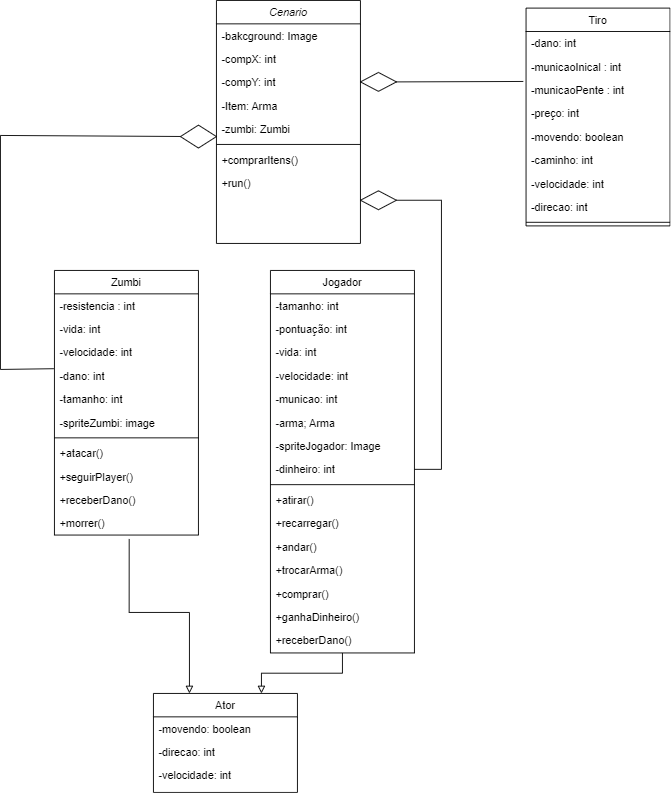 Cenario
-bakcground: Image
-compX: int
-compY: int
-Item: Arma
-zumbi: Zumbi
+comprarItens()
+run()
Tiro
-dano: int
-municaoInical : int
-municaoPente : int
-preço: int
-movendo: boolean
-caminho: int
-velocidade: int
-direcao: int
Zumbi
-resistencia : int
-vida: int
-velocidade: int
-dano: int
-tamanho: int
-spriteZumbi: image
+atacar()
+seguirPlayer()
+receberDano()
+morrer()
Jogador
-tamanho: int
-pontuação: int
-vida: int
-velocidade: int
-municao: int
-arma; Arma
-spriteJogador: Image
-dinheiro: int
+atirar()
+recarregar()
+andar()
+trocarArma()
+comprar()
+ganhaDinheiro()
+receberDano()
Ator
-movendo: boolean
-direcao: int
-velocidade: int